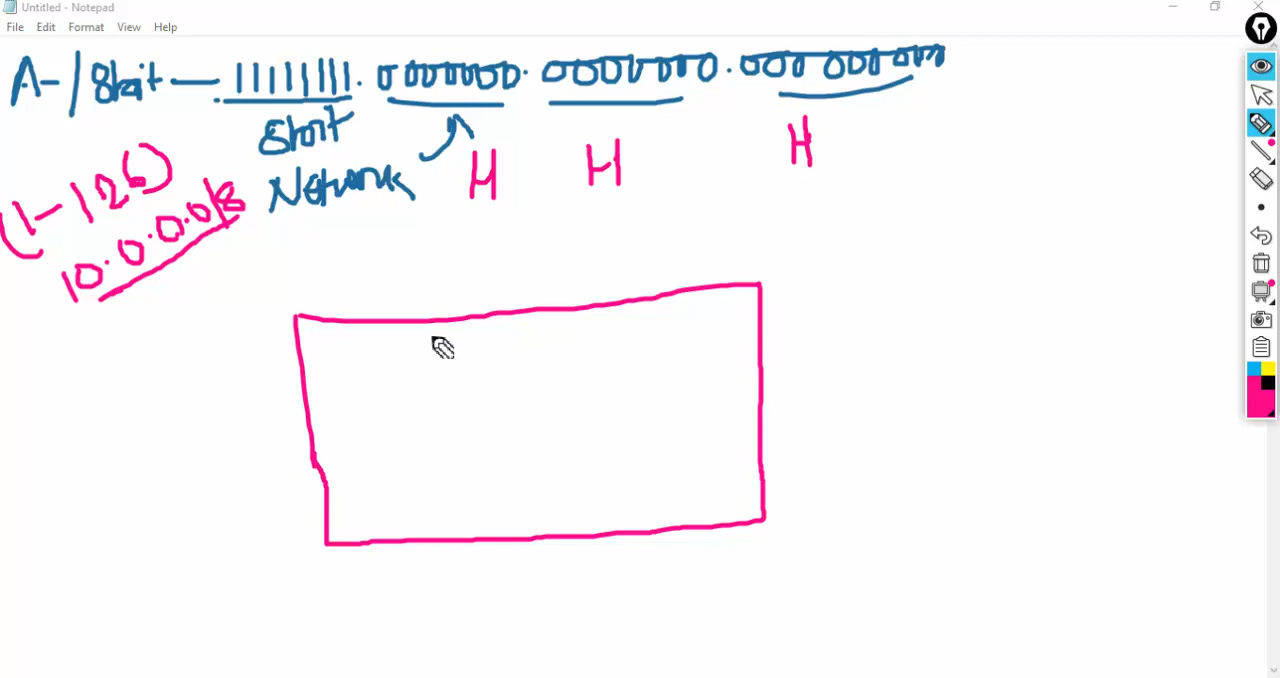 Untitled - Notepad
File Edit Format View Help
A- /8bit — 11111111 . 00000000 . 00000000 . 00000000
8bit
Network H H H
(1-126)
10.0.0.0/8